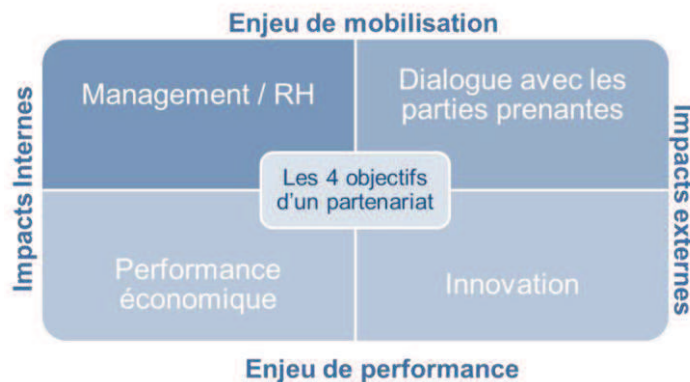 Enjeu de mobilisation
Impacts Internes
Management / RH
Dialogue avec les
parties prenantes
Impacts externes
Les 4 objectifs
d'un partenariat
Performance
économique
Innovation
Enjeu de performance